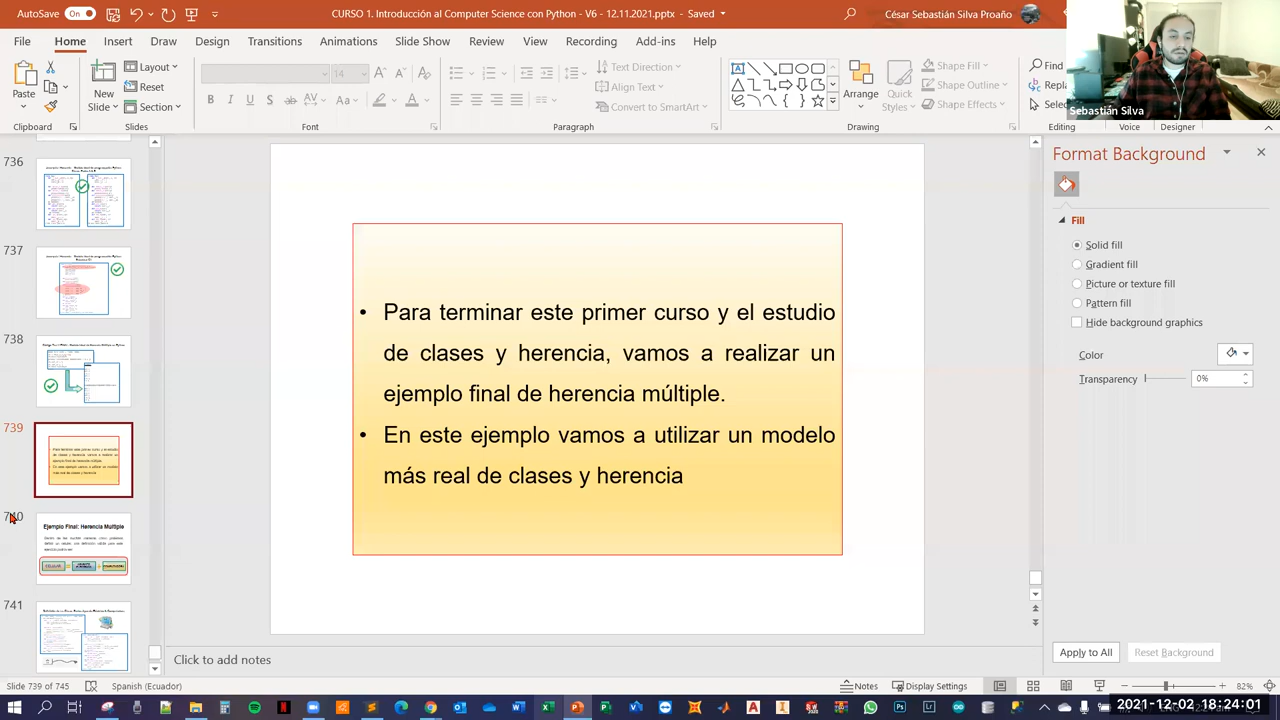 AutoSave On CURSO 1. Introducción a la Programación con Python - V6 - 12.11.2021.pptx - Saved César Sebastián Silva Proaño
File Home Insert Draw Design Transitions Animations Slide Show Review View Recording Add-ins Help
Paste
New Slide
Layout
Reset
Section
14
Text Direction
Align Text
Convert to SmartArt
Arrange
Quick Styles
Shape Fill
Shape Outline
Shape Effects
Find
Sebastián Silva
Clipboard Slides Font Paragraph Drawing Editing Voice Designer
736
737
738
739
740
Ejemplo Final: Herencia Múltiple
741
• Para terminar este primer curso y el estudio
de clases y herencia, vamos a realizar un
ejemplo final de herencia múltiple.
• En este ejemplo vamos a utilizar un modelo
más real de clases y herencia
Click to add notes
Format Background
Fill
Solid fill
Gradient fill
Picture or texture fill
Pattern fill
Hide background graphics
Color
Transparency 0%
Apply to All Reset Background
Slide 739 of 745 Spanish (Ecuador) Notes Display Settings 82%
2021-12-02 18:24:01